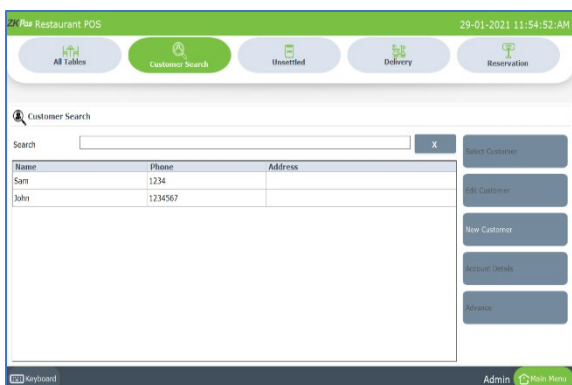 ZKPos Restaurant POS 29-01-2021 11:54:52:AM
All Tables Customer Search Unsettled Delivery Reservation
Customer Search
Search X
Select Customer
Name Phone Address
Sam 1234
Edit Customer
John 1234567
New Customer
Account Details
Advance
Keyboard Admin Main Menu